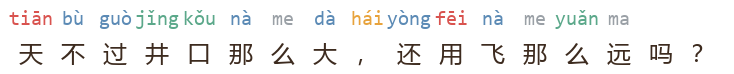 tiān bù guò jǐng kǒu nà me dà hái yòng fēi nà me yuǎn ma
天不过井口那么大，还用飞那么远吗？